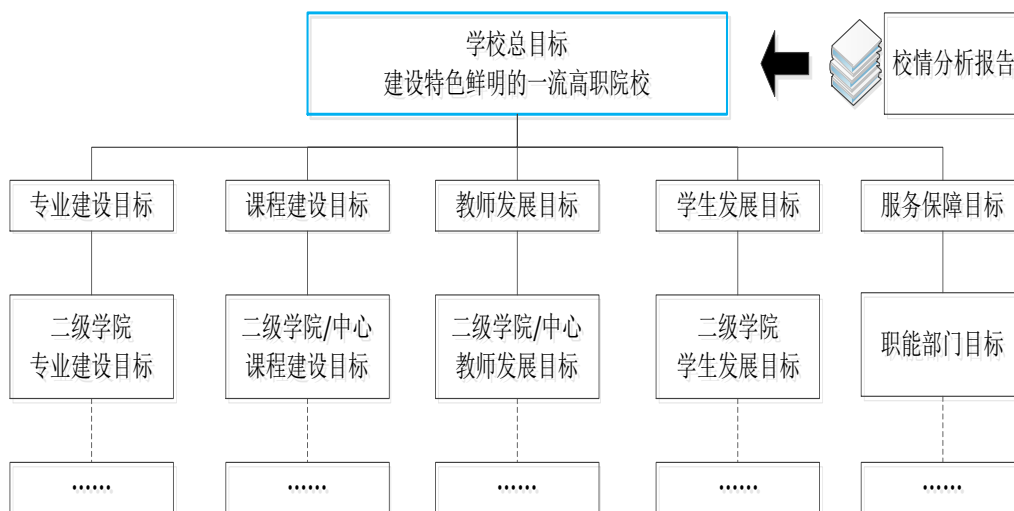 学校总目标
建设特色鲜明的一流高职院校
校情分析报告
专业建设目标
课程建设目标
教师发展目标
学生发展目标
服务保障目标
二级学院
专业建设目标
二级学院/中心
课程建设目标
二级学院/中心
教师发展目标
二级学院
学生发展目标
职能部门目标
······
······
······
······
······